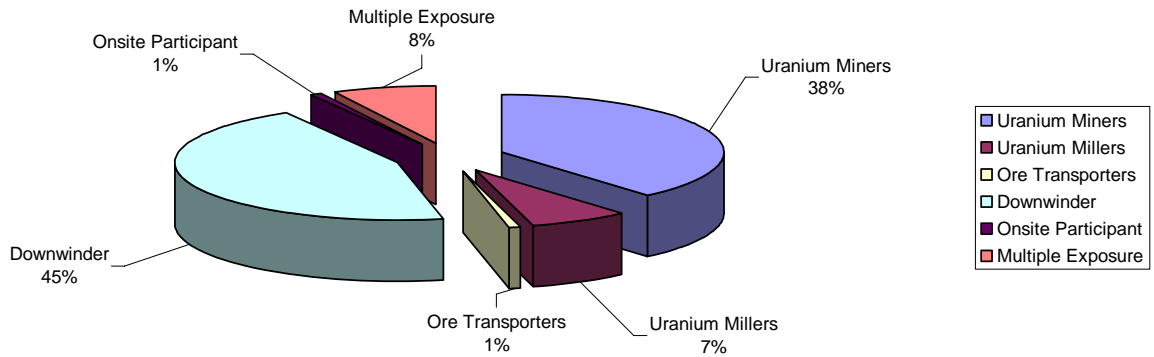 Multiple Exposure
8%
Onsite Participant
1%
Uranium Miners
38%
Downwinder
45%
Ore Transporters
1%
Uranium Millers
7%
Uranium Miners
Uranium Millers
Ore Transporters
Downwinder
Onsite Participant
Multiple Exposure